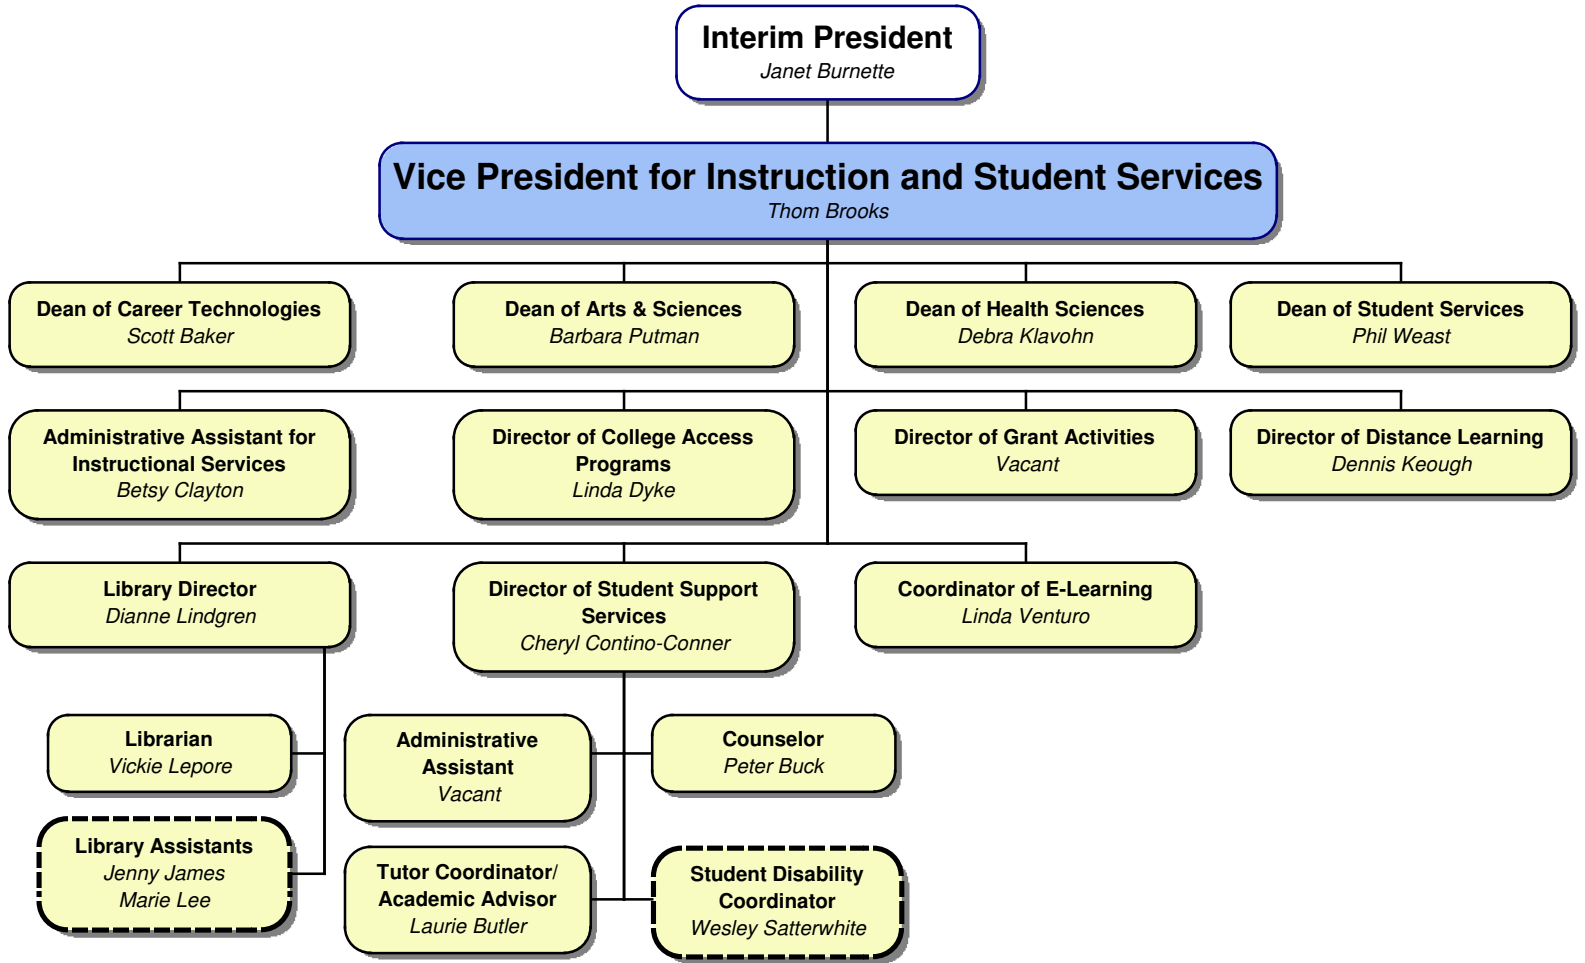 Interim President
Janet Burnette
Vice President for Instruction and Student Services
Thom Brooks
Dean of Career Technologies
Scott Baker
Dean of Arts & Sciences
Barbara Putman
Dean of Health Sciences
Debra Klavohn
Dean of Student Services
Phil Weast
Administrative Assistant for
Instructional Services
Betsy Clayton
Director of College Access
Programs
Linda Dyke
Director of Grant Activities
Vacant
Director of Distance Learning
Dennis Keough
Library Director
Dianne Lindgren
Director of Student Support
Services
Cheryl Contino-Conner
Coordinator of E-Learning
Linda Venturo
Librarian
Vickie Lepore
Administrative
Assistant
Vacant
Counselor
Peter Buck
Library Assistants
Jenny James
Marie Lee
Tutor Coordinator/
Academic Advisor
Laurie Butler
Student Disability
Coordinator
Wesley Satterwhite